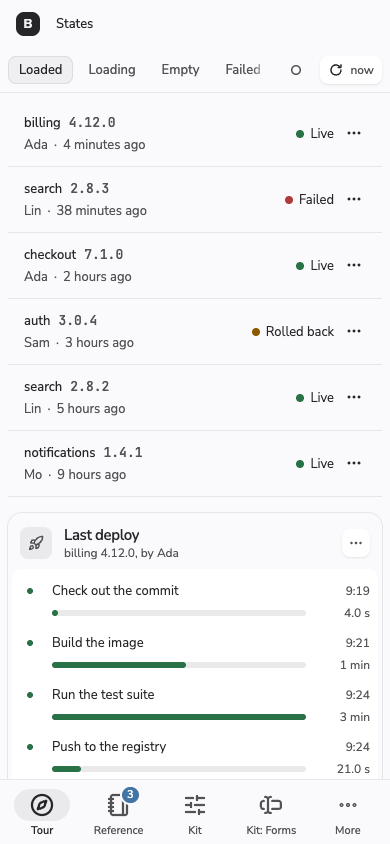 B States
Loaded Loading Empty Failed now
billing 4.12.0
Ada · 4 minutes ago
Live
search 2.8.3
Lin · 38 minutes ago
Failed
checkout 7.1.0
Ada · 2 hours ago
Live
auth 3.0.4
Sam · 3 hours ago
Rolled back
search 2.8.2
Lin · 5 hours ago
Live
notifications 1.4.1
Mo · 9 hours ago
Live
Last deploy
billing 4.12.0, by Ada
Check out the commit 9:19
4.0 s
Build the image 9:21
1 min
Run the test suite 9:24
3 min
Push to the registry 9:24
21.0 s
3
Tour Reference Kit Kit: Forms More